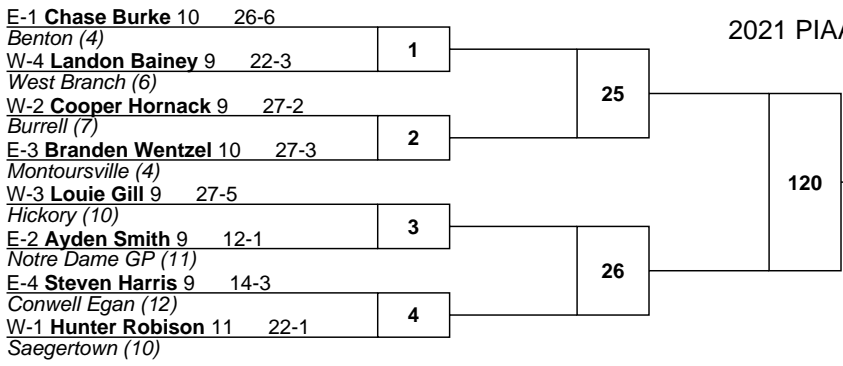 E-1 Chase Burke 10 26-6
Benton (4)
W-4 Landon Bainey 9 22-3
West Branch (6)
W-2 Cooper Hornack 9 27-2
Burrell (7)
E-3 Branden Wentzel 10 27-3
Montoursville (4)
W-3 Louie Gill 9 27-5
Hickory (10)
E-2 Ayden Smith 9 12-1
Notre Dame GP (11)
E-4 Steven Harris 9 14-3
Conwell Egan (12)
W-1 Hunter Robison 11 22-1
Saegertown (10)
1
2
3
4
25
26
120
2021 PIAA